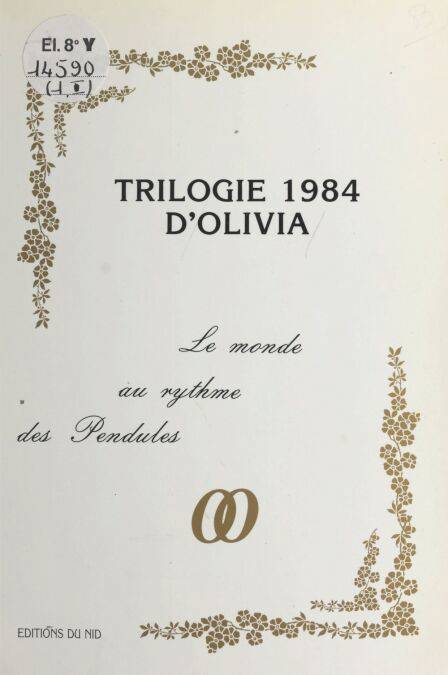 El. 8° Y
14590
(1, I)
TRILOGIE 1984
D'OLIVIA
Le monde
au rythme
des Pendules
EDITIONS DU NID